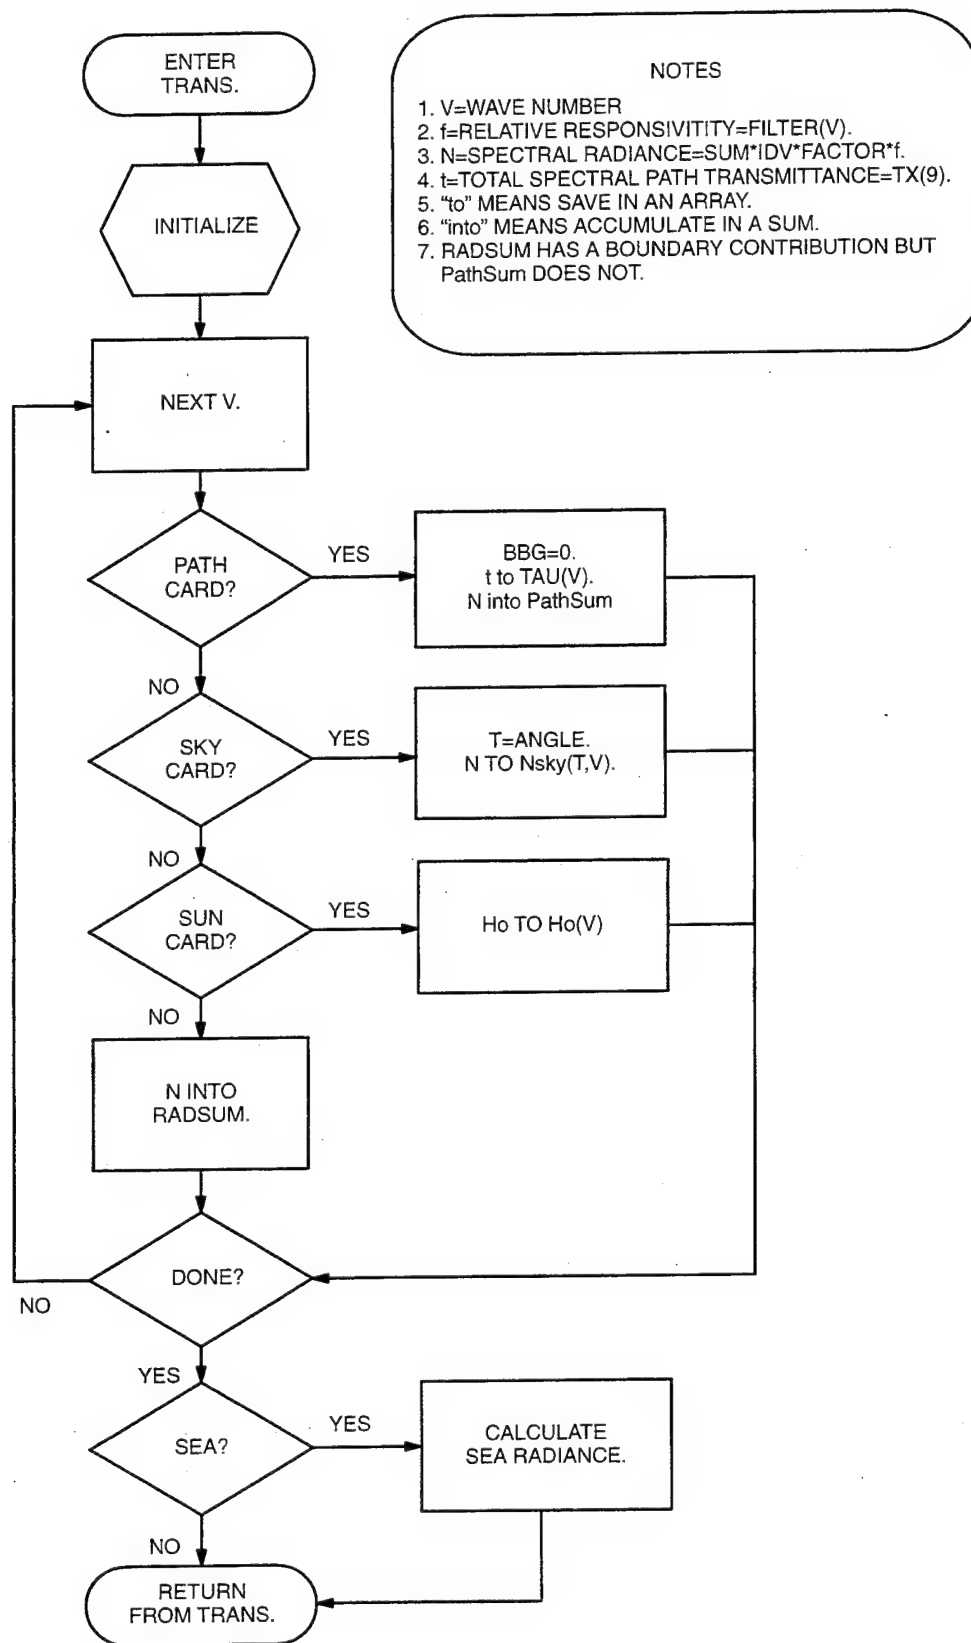 ENTER
TRANS.
NOTES
1. V=WAVE NUMBER
2. f=RELATIVE RESPONSIVITITY=FILTER(V).
3. N=SPECTRAL RADIANCE=SUM*IDV*FACTOR*f.
4. t=TOTAL SPECTRAL PATH TRANSMITTANCE=TX(9).
5. "to" MEANS SAVE IN AN ARRAY.
6. "into" MEANS ACCUMULATE IN A SUM.
7. RADSUM HAS A BOUNDARY CONTRIBUTION BUT
PathSum DOES NOT.
INITIALIZE
NEXT V.
PATH
CARD?
YES
BBG=0.
t to TAU(V).
N into PathSum
NO
SKY
CARD?
YES
T=ANGLE.
N TO Nsky(T,V).
NO
SUN
CARD?
YES
Ho TO Ho(V)
NO
N INTO
RADSUM.
DONE?
NO
YES
SEA?
YES
CALCULATE
SEA RADIANCE.
NO
RETURN
FROM TRANS.